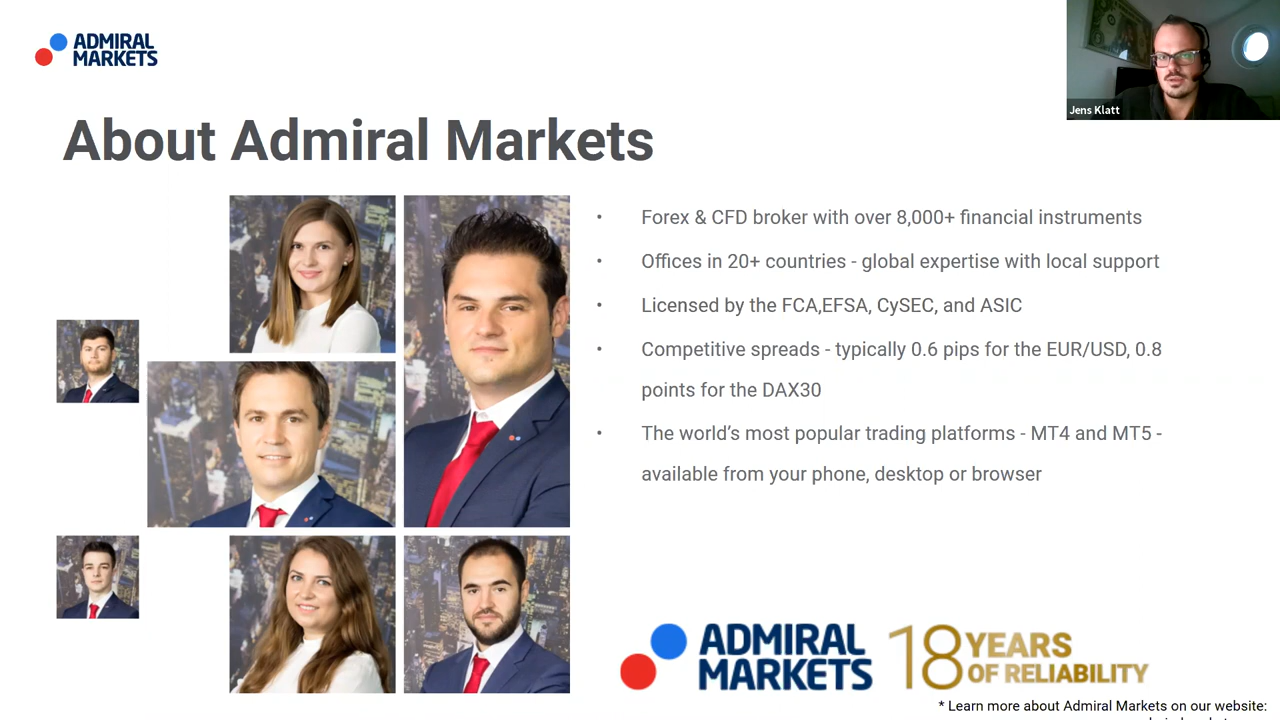 ADMIRAL
MARKETS
Jens Klatt
About Admiral Markets
• Forex & CFD broker with over 8,000+ financial instruments
• Offices in 20+ countries - global expertise with local support
• Licensed by the FCA,EFSA, CySEC, and ASIC
• Competitive spreads - typically 0.6 pips for the EUR/USD, 0.8
points for the DAX30
• The world‘s most popular trading platforms - MT4 and MT5 -
available from your phone, desktop or browser
ADMIRAL
MARKETS
18 YEARS
OF RELIABILITY
* Learn more about Admiral Markets on our website: